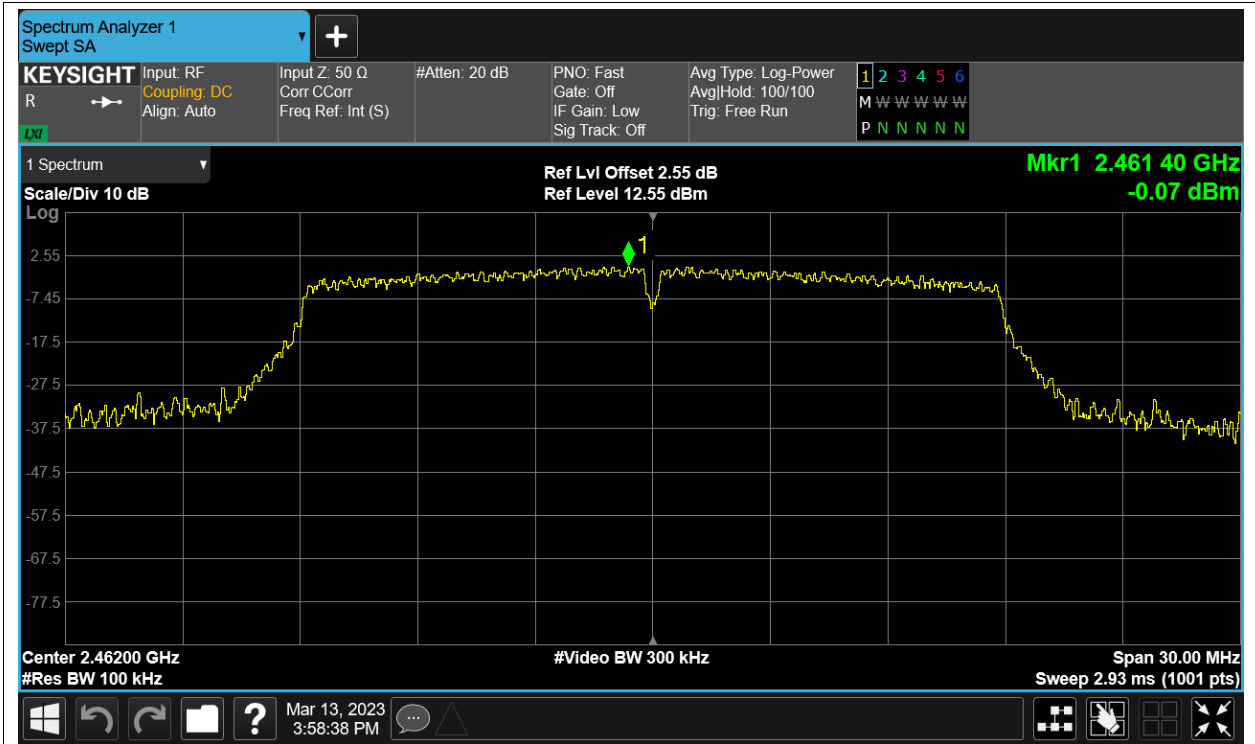 Spectrum Analyzer 1
Swept SA
+
KEYSIGHT
R
LXI
Input: RF
Coupling: DC
Align: Auto
Input Z: 50 Ω
Corr CCorr
Freq Ref: Int (S)
#Atten: 20 dB
PNO: Fast
Gate: Off
IF Gain: Low
Sig Track: Off
Avg Type: Log-Power
Avg|Hold: 100/100
Trig: Free Run
1 2 3 4 5 6
M W W W W W
P N N N N N
1 Spectrum
Scale/Div 10 dB
Log
Ref Lvl Offset 2.55 dB
Ref Level 12.55 dBm
Mkr1 2.461 40 GHz
-0.07 dBm
1
2.55
-7.45
-17.5
-27.5
-37.5
-47.5
-57.5
-67.5
-77.5
Center 2.46200 GHz
#Res BW 100 kHz
#Video BW 300 kHz
Span 30.00 MHz
Sweep 2.93 ms (1001 pts)
?
Mar 13, 2023
3:58:38 PM